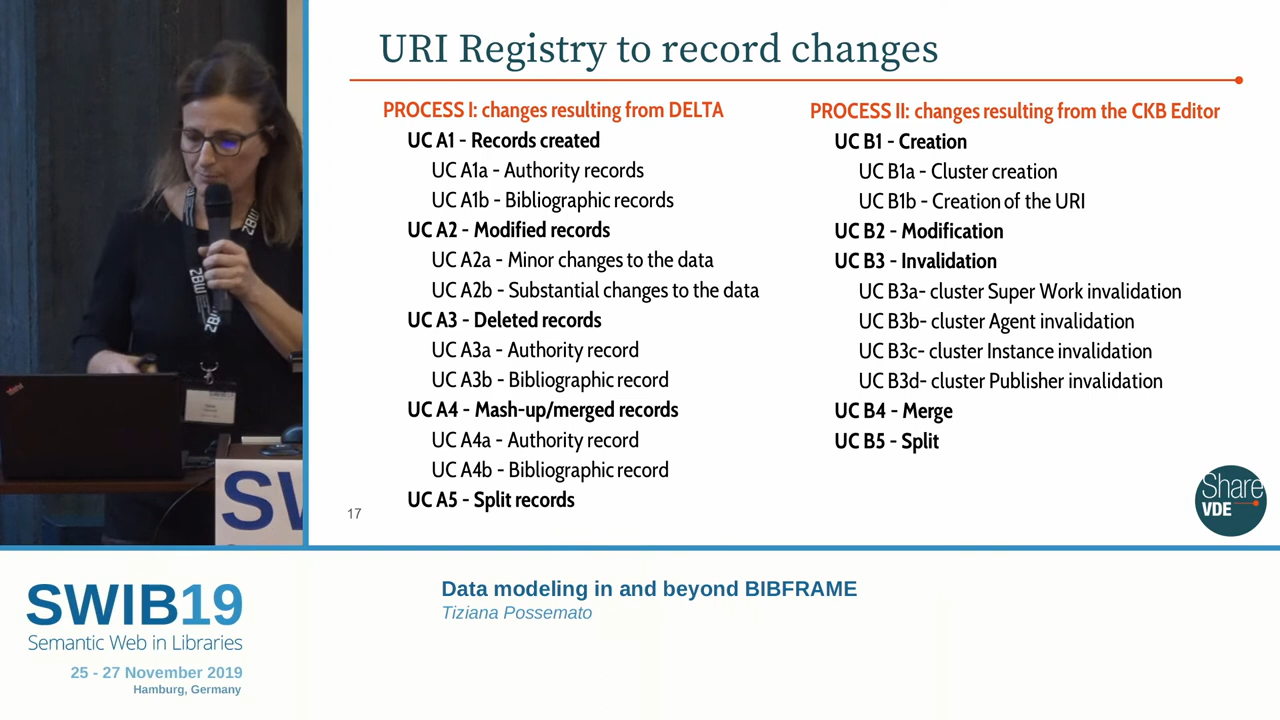 URI Registry to record changes
PROCESS I: changes resulting from DELTA
UC A1 - Records created
UC A1a - Authority records
UC A1b - Bibliographic records
UC A2 - Modified records
UC A2a - Minor changes to the data
UC A2b - Substantial changes to the data
UC A3 - Deleted records
UC A3a - Authority record
UC A3b - Bibliographic record
UC A4 - Mash-up/merged records
UC A4a - Authority record
UC A4b - Bibliographic record
UC A5 - Split records
PROCESS II: changes resulting from the CKB Editor
UC B1 - Creation
UC B1a - Cluster creation
UC B1b - Creation of the URI
UC B2 - Modification
UC B3 - Invalidation
UC B3a- cluster Super Work invalidation
UC B3b- cluster Agent invalidation
UC B3c- cluster Instance invalidation
UC B3d- cluster Publisher invalidation
UC B4 - Merge
UC B5 - Split
17
Share
VDE
ZBW
ZBW
SW
SWIB19
Semantic Web in Libraries
25 - 27 November 2019
Hamburg, Germany
Data modeling in and beyond BIBFRAME
Tiziana Possemato